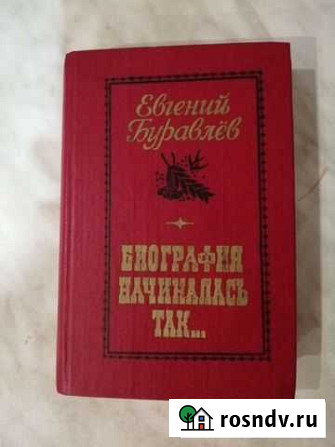 Евгений
Буравлёв
БИОГРАФИЯ
НАЧИНАЛАСЬ
ТАК...
rosndv.ru